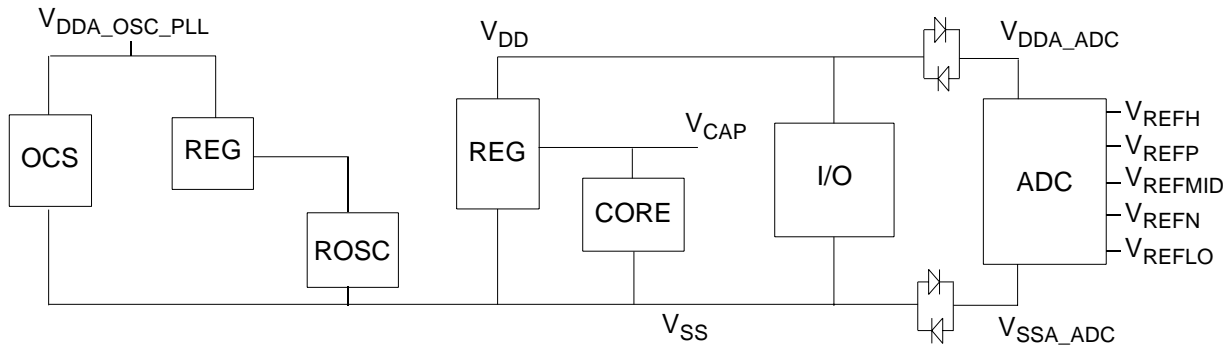 VDDA_OSC_PLL
VDD
VDDA_ADC
OCS
REG
ROSC
REG
VCAP
CORE
I/O
ADC
VREFH
VREFP
VREFMID
VREFN
VREFLO
VSS
VSSA_ADC